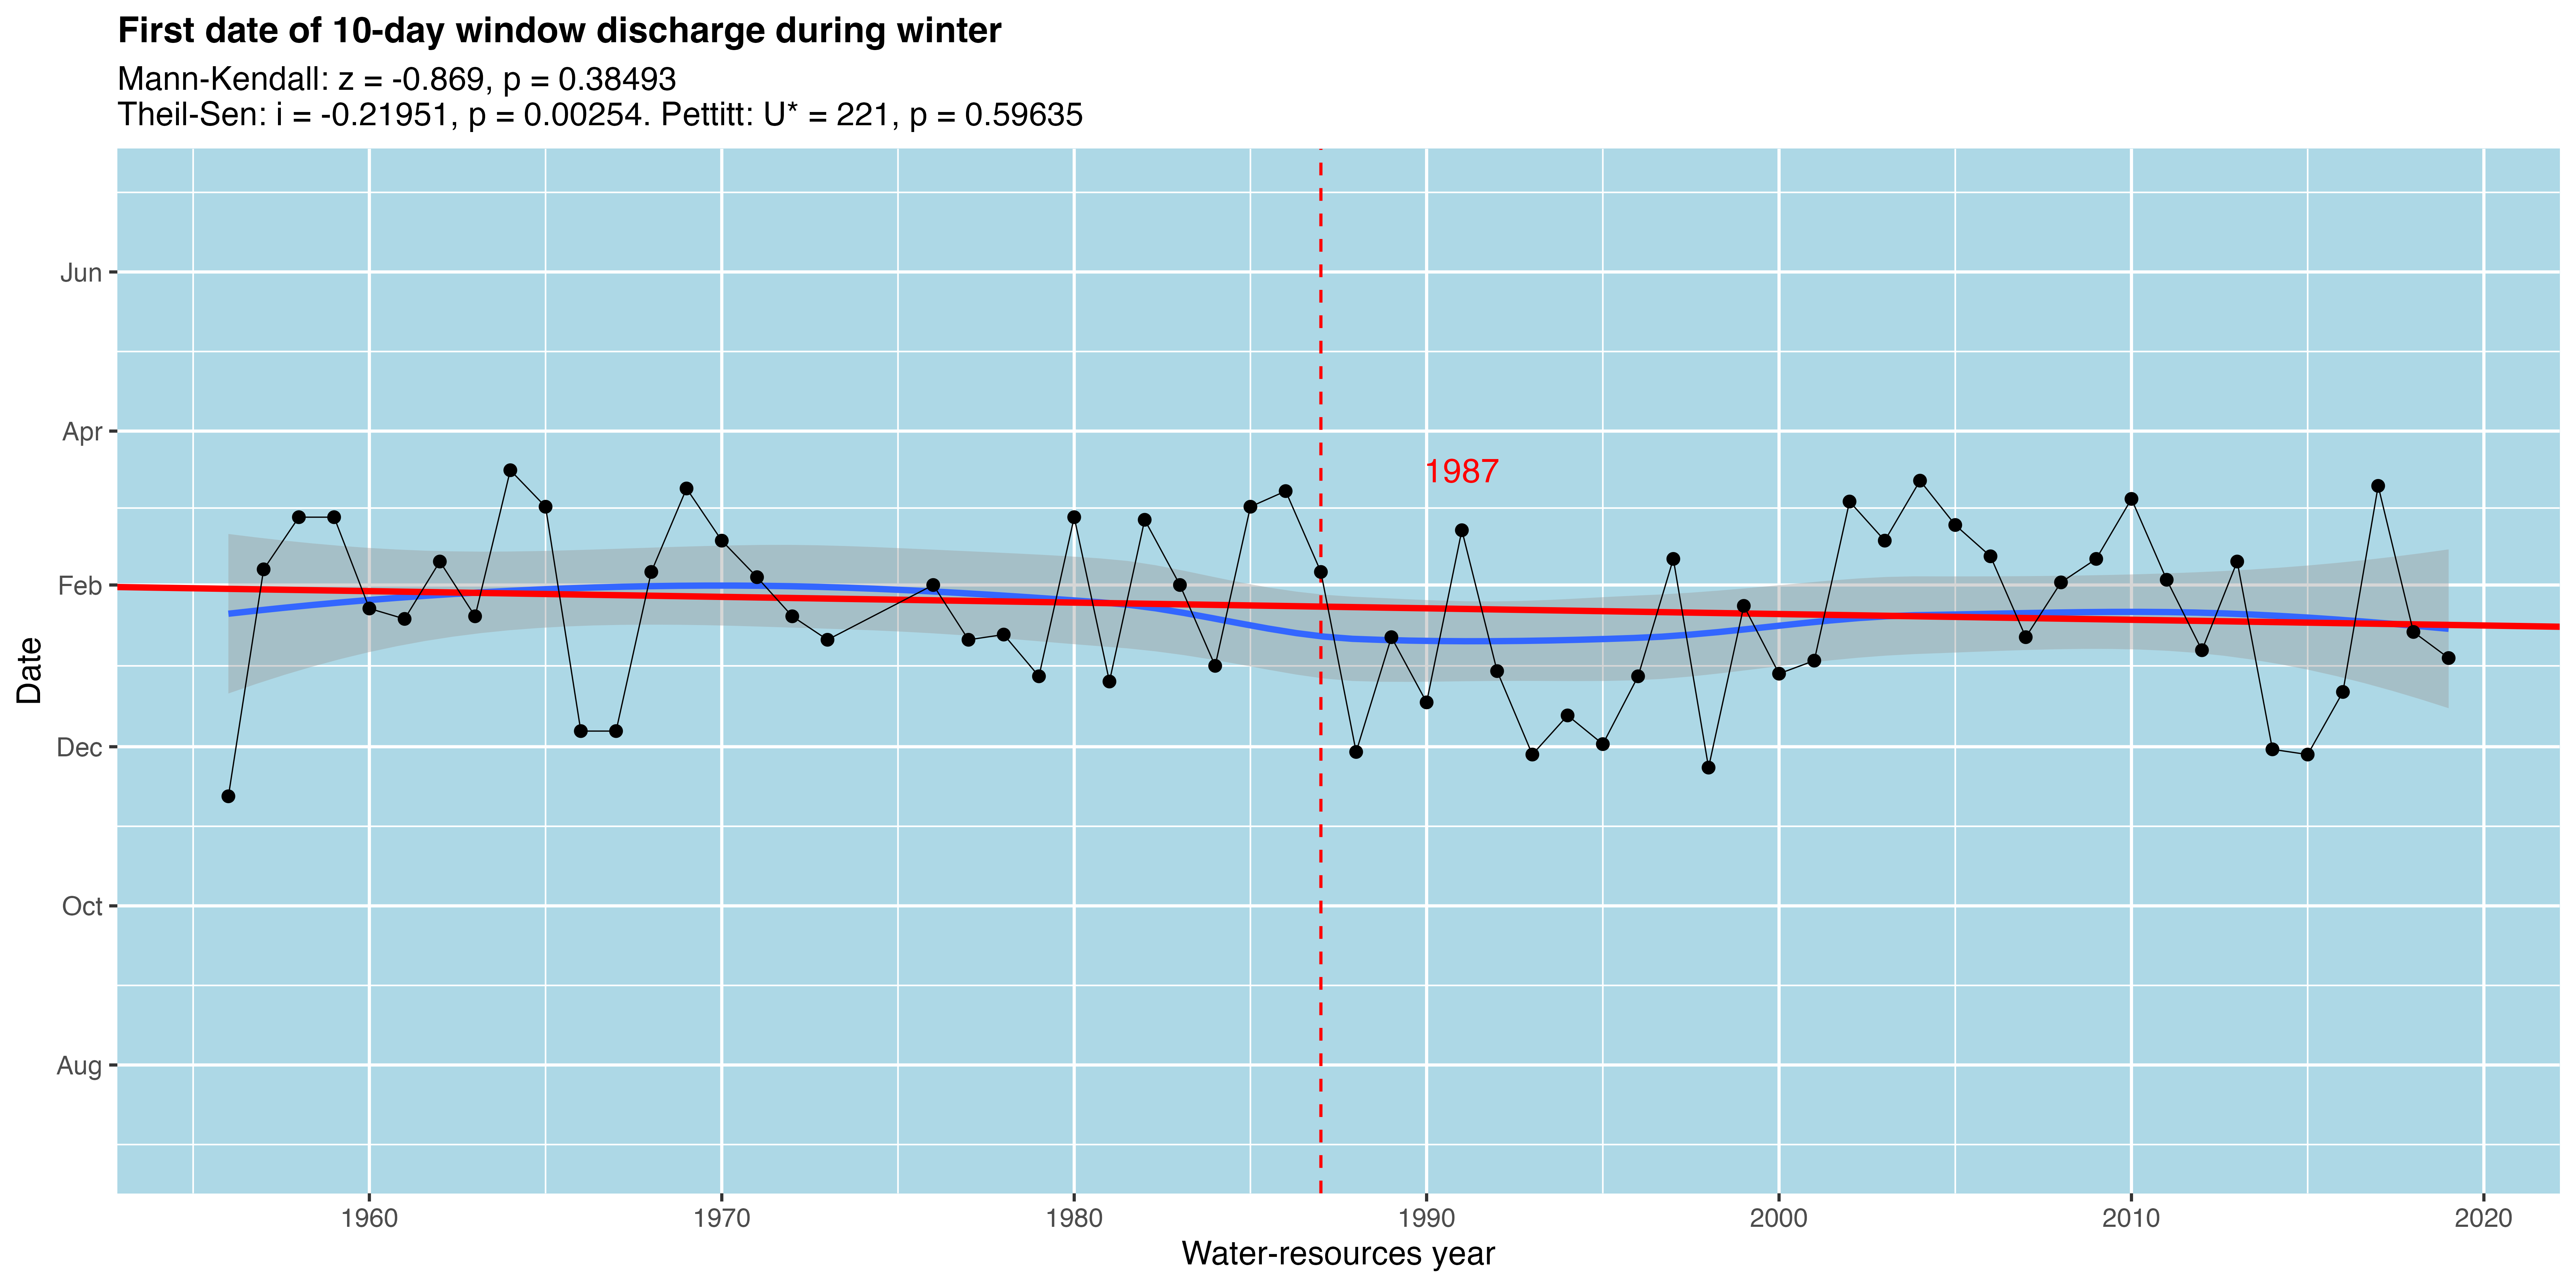 First date of 10-day window discharge during winter
Mann-Kendall: z = -0.869, p = 0.38493
Theil-Sen: i = -0.21951, p = 0.00254. Pettitt: U* = 221, p = 0.59635
Jun
Apr
1987
Feb
Date
Dec
Oct
Aug
1960 1970 1980 1990 2000 2010 2020
Water-resources year